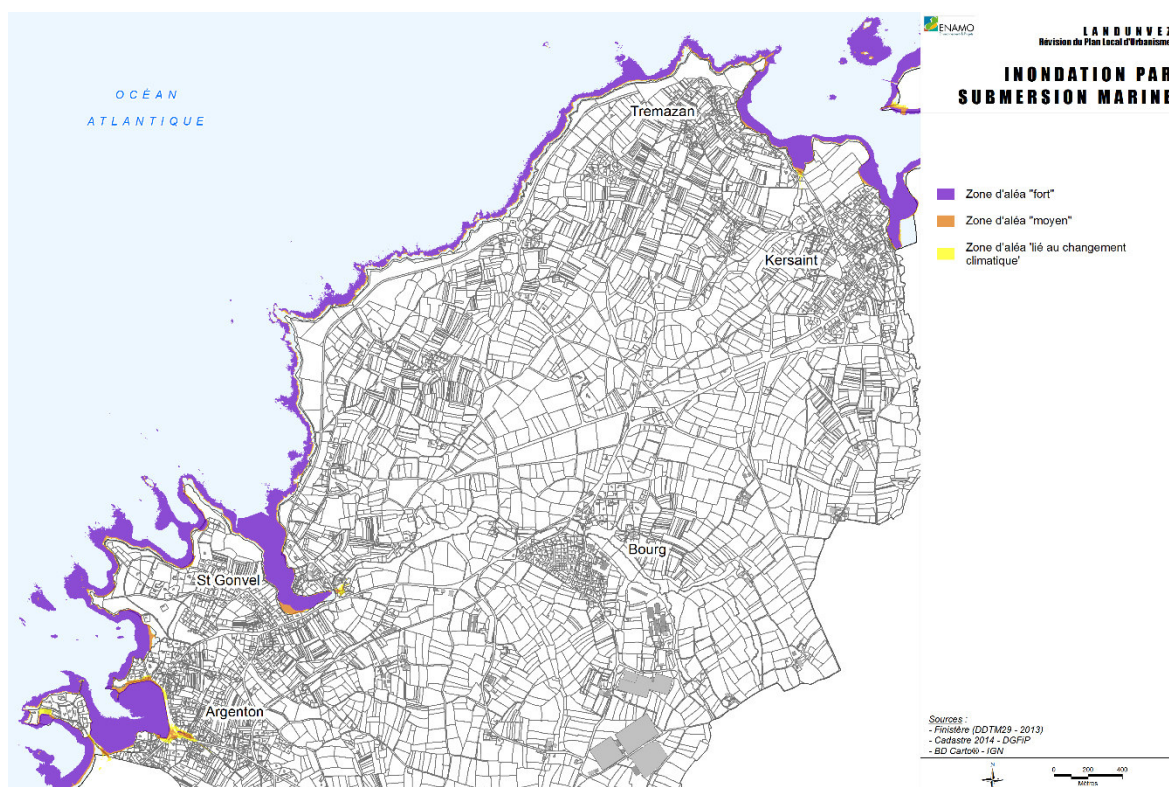 OCÉAN
ATLANTIQUE
Tremazan
Kersaint
Bourg
St Gonvel
Argenton
ENAMO
LANDUNVEZ
Révision du Plan Local d'Urbanisme
INONDATION PAR
SUBMERSION MARINE
Zone d'aléa "fort"
Zone d'aléa "moyen"
Zone d'aléa 'lié au changement
climatique'
Sources :
- Finistère (DDTM29 - 2013)
- Cadastre 2014 - DGFiP
- BD Carto® - IGN
N
0 200 400
Mètres